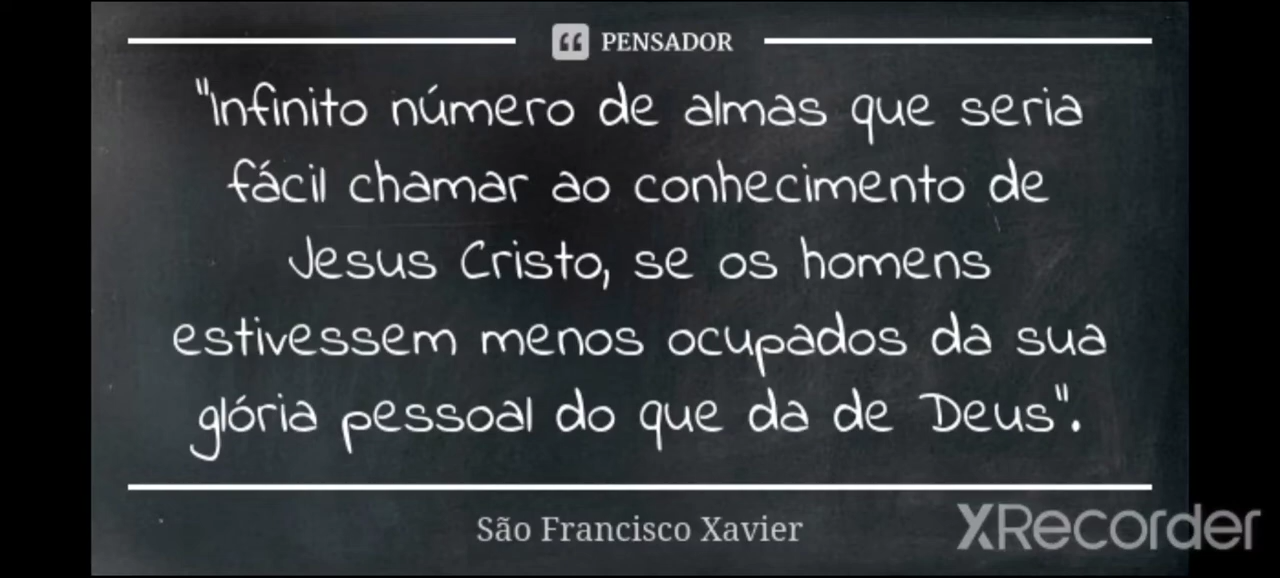 PENSADOR
"Infinito número de almas que seria
fácil chamar ao conhecimento de
Jesus Cristo, se os homens
estivessem menos ocupados da sua
glória pessoal do que da de Deus".
São Francisco Xavier
XRecorder